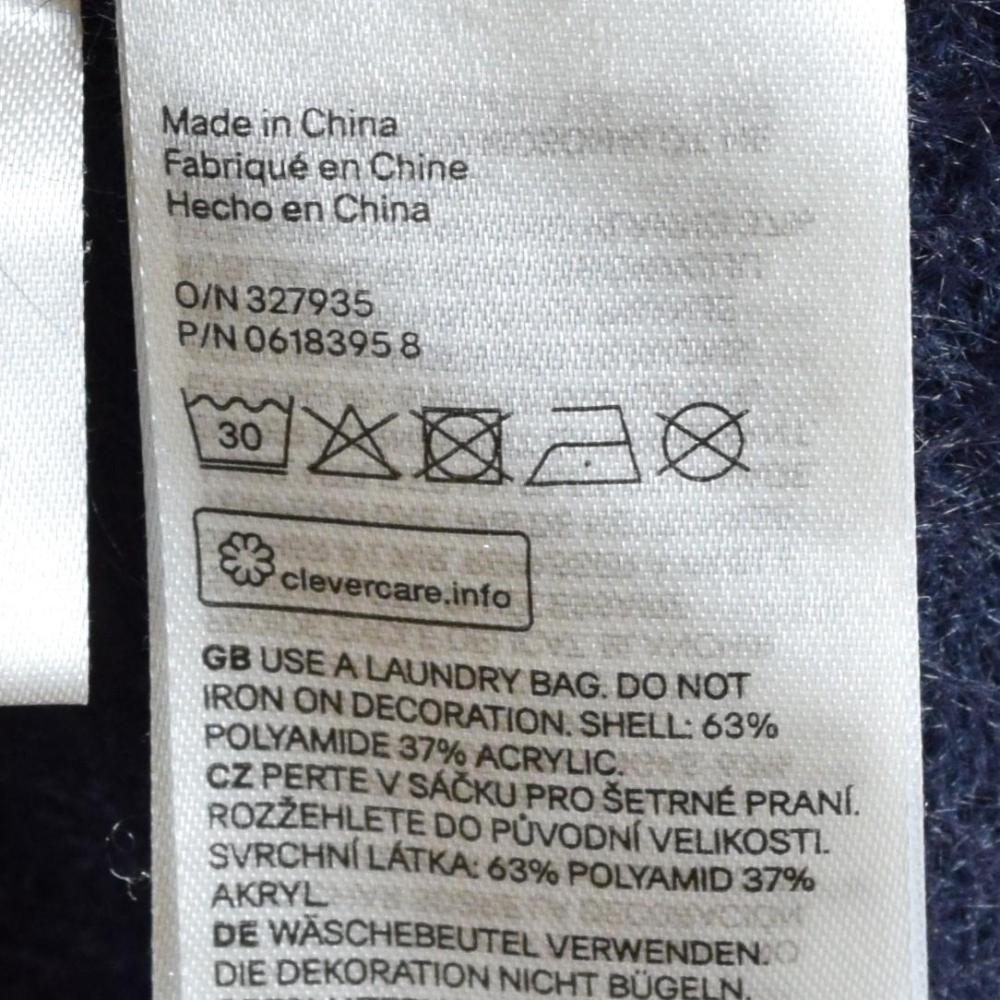 Made in China
Fabriqué en Chine
Hecho en China
O/N 327935
P/N 0618395 8
30
clevercare.info
GB USE A LAUNDRY BAG. DO NOT
IRON ON DECORATION. SHELL: 63%
POLYAMIDE 37% ACRYLIC.
CZ PERTE V SÁČKU PRO ŠETRNÉ PRANÍ.
ROZŽEHLETE DO PŮVODNÍ VELIKOSTI.
SVRCHNÍ LÁTKA: 63% POLYAMID 37%
AKRYL
DE WÄSCHEBEUTEL VERWENDEN.
DIE DEKORATION NICHT BÜGELN.